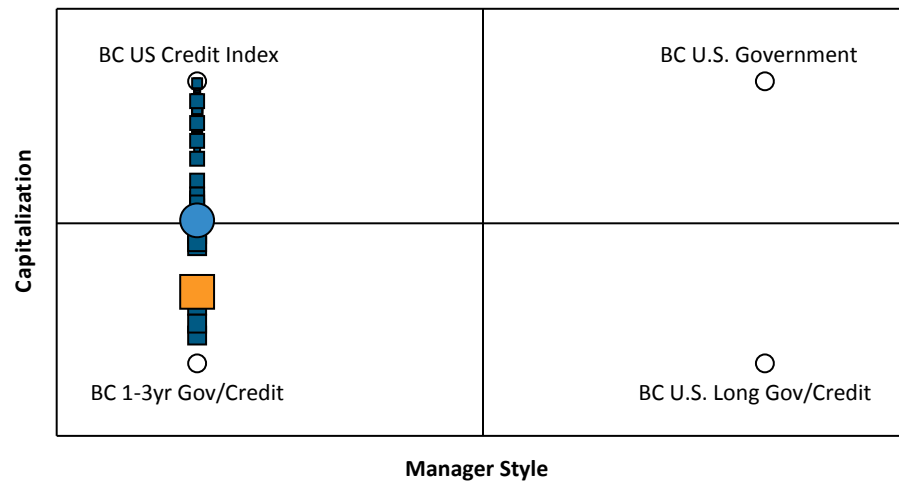 BC US Credit Index
BC U.S. Government
Capitalization
BC 1-3yr Gov/Credit
BC U.S. Long Gov/Credit
Manager Style